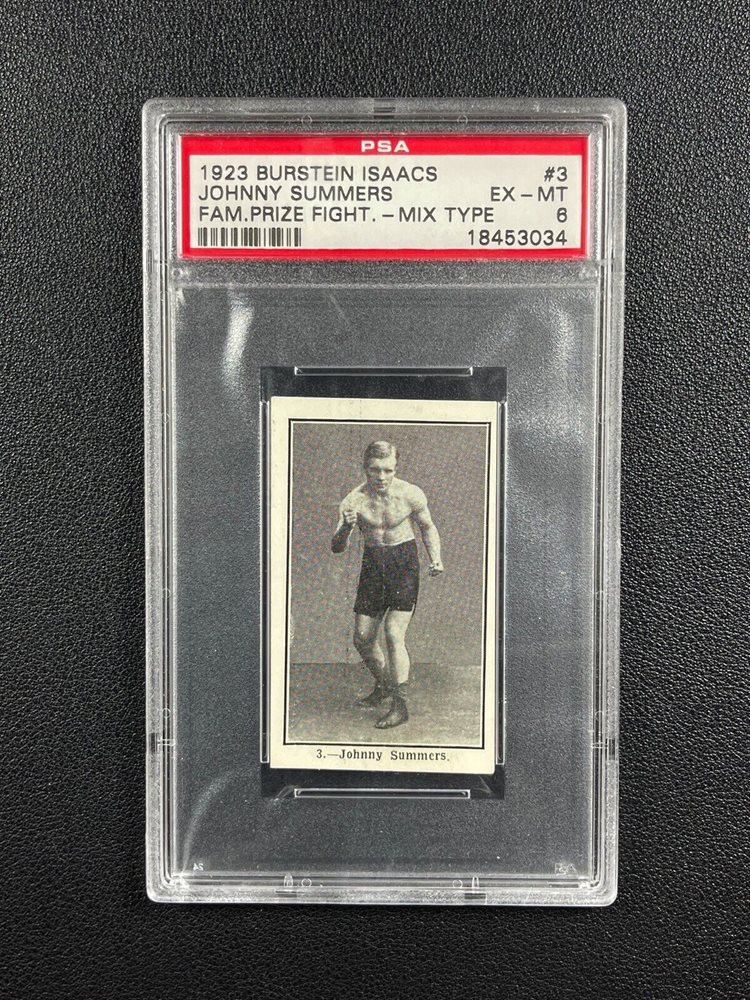 PSA
1923 BURSTEIN ISAACS #3
JOHNNY SUMMERS EX-MT
FAM.PRIZE FIGHT.-MIX TYPE 6
18453034
3.—Johnny Summers.